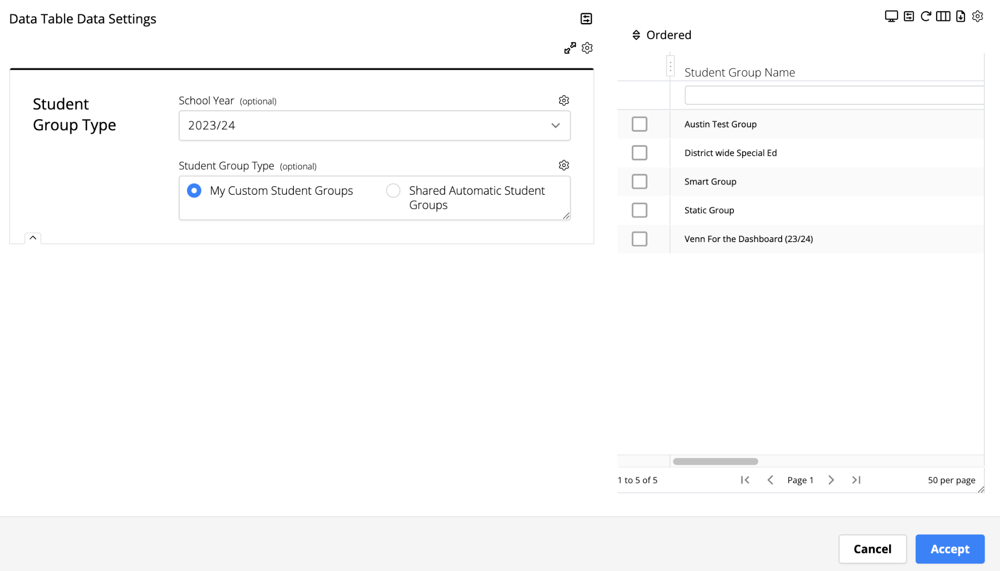 Data Table Data Settings
Student
Group Type
School Year (optional)
2023/24
Student Group Type (optional)
My Custom Student Groups
Shared Automatic Student
Groups
Ordered
Student Group Name
Austin Test Group
District wide Special Ed
Smart Group
Static Group
Venn For the Dashboard (23/24)
1 to 5 of 5
Page 1
50 per page
Cancel
Accept